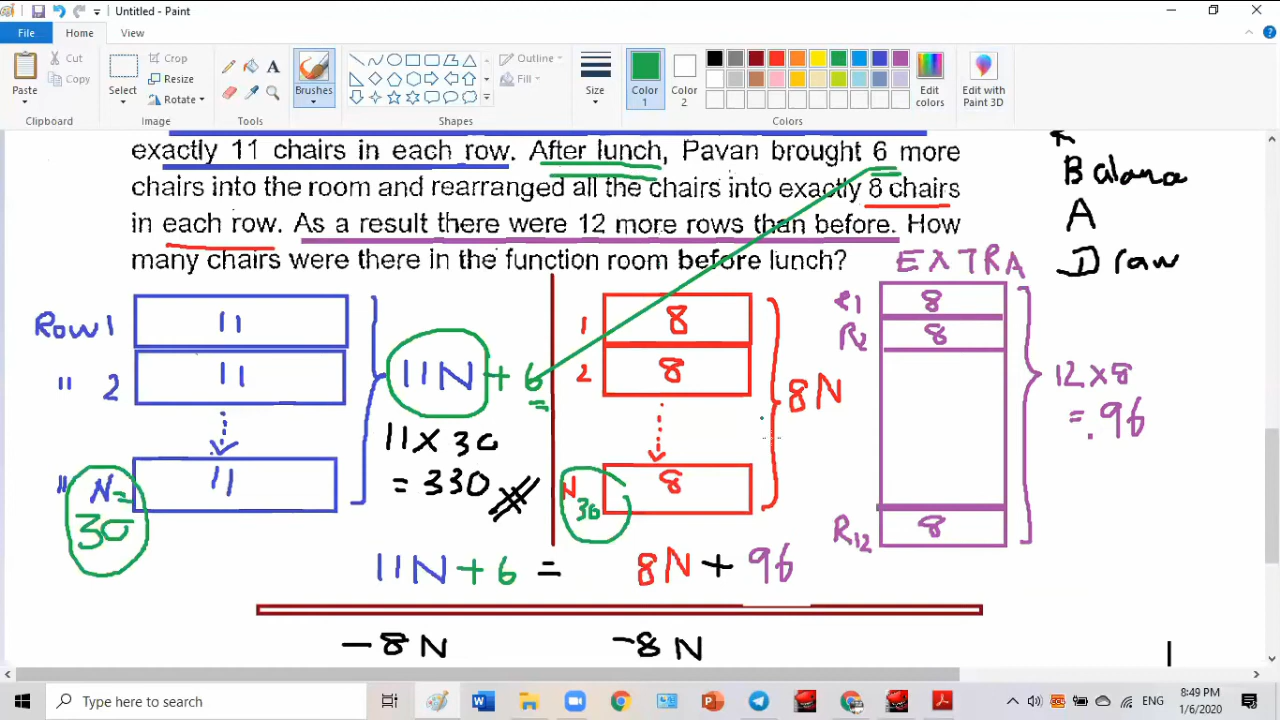 Untitled - Paint
File Home View
Paste Cut Copy Clipboard
Select Crop Resize Rotate Image
Tools
Brushes
Outline Fill Shapes
Size
Color 1
Color 2
Edit colors
Edit with Paint 3D
Colors
exactly 11 chairs in each row. After lunch, Pavan brought 6 more
chairs into the room and rearranged all the chairs into exactly 8 chairs
in each row. As a result there were 12 more rows than before. How
many chairs were there in the function room before lunch?
Balana
A
Draw
EXTRA
Row 1 11
" 2 11
" N= 11
30
11N + 6
11 X 30
= 330
1 8
2 8
N 8
30
8N
R1 8
R2 8
R12 8
12 X 8
= .96
11N + 6 = 8N + 96
- 8N -8N
Type here to search
ENG
8:49 PM
1/6/2020